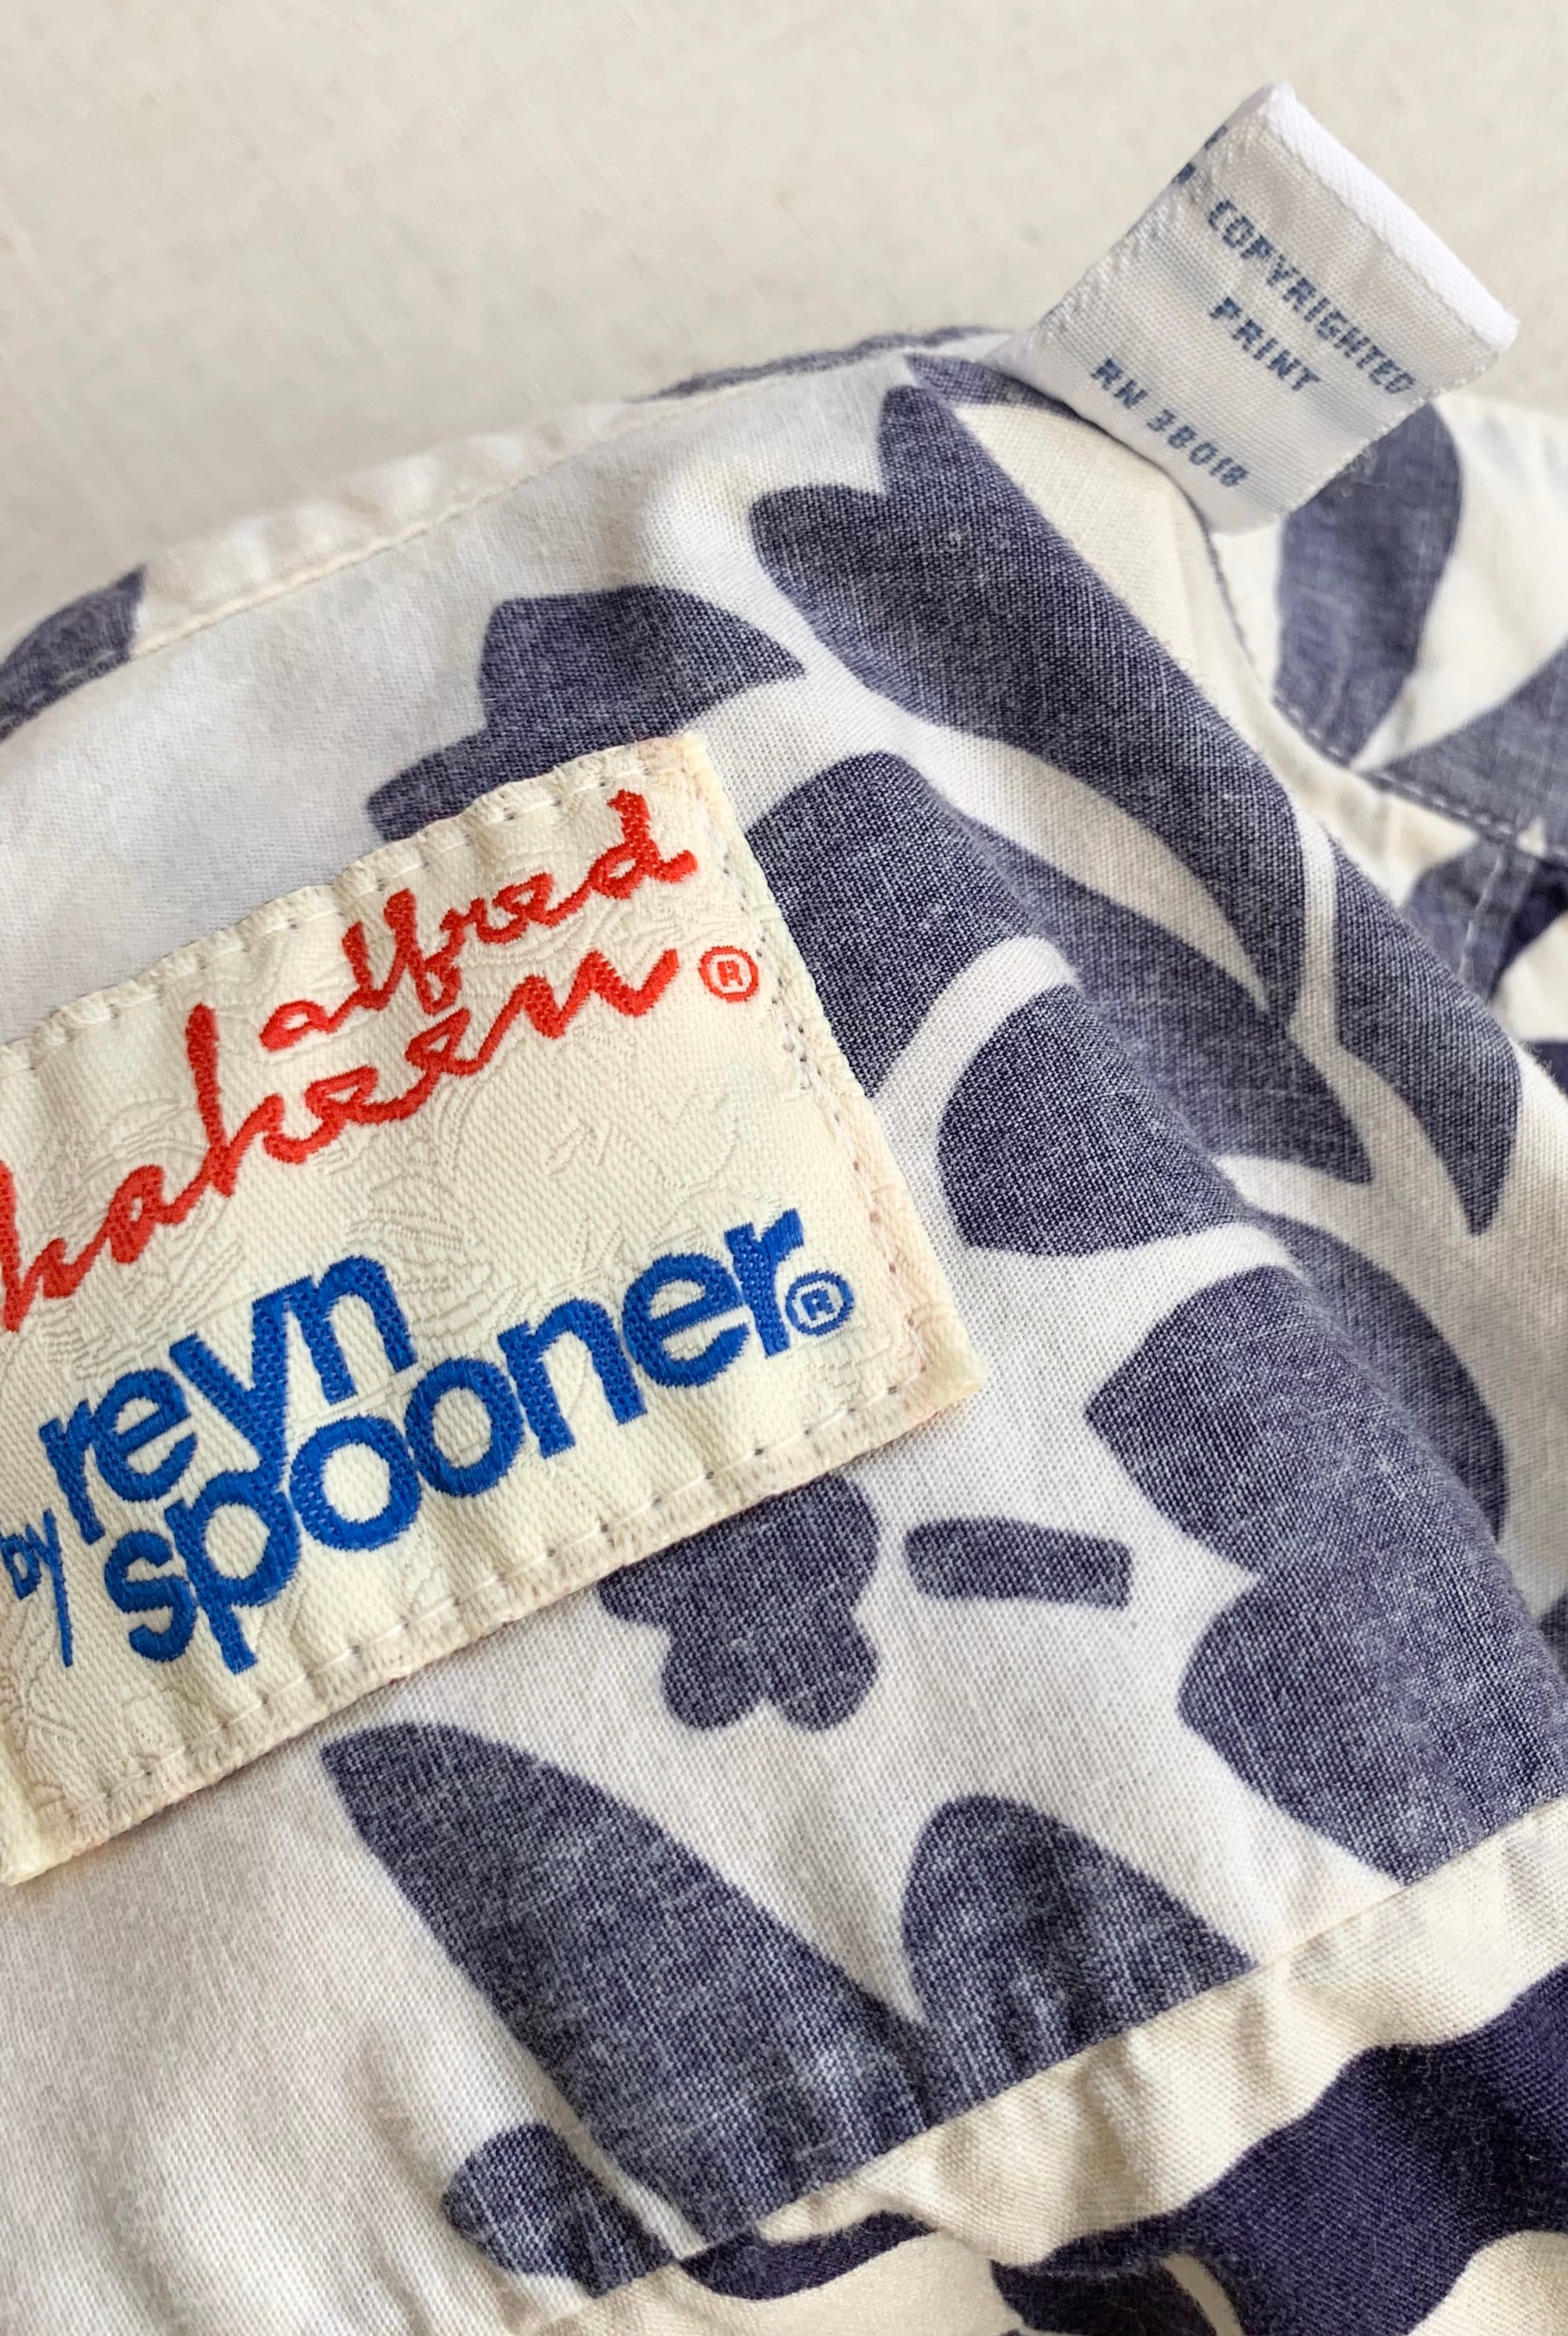 COPYRIGHTED
PRINT
RN 38018
alfred
shaheen®
by reyn
spooner®